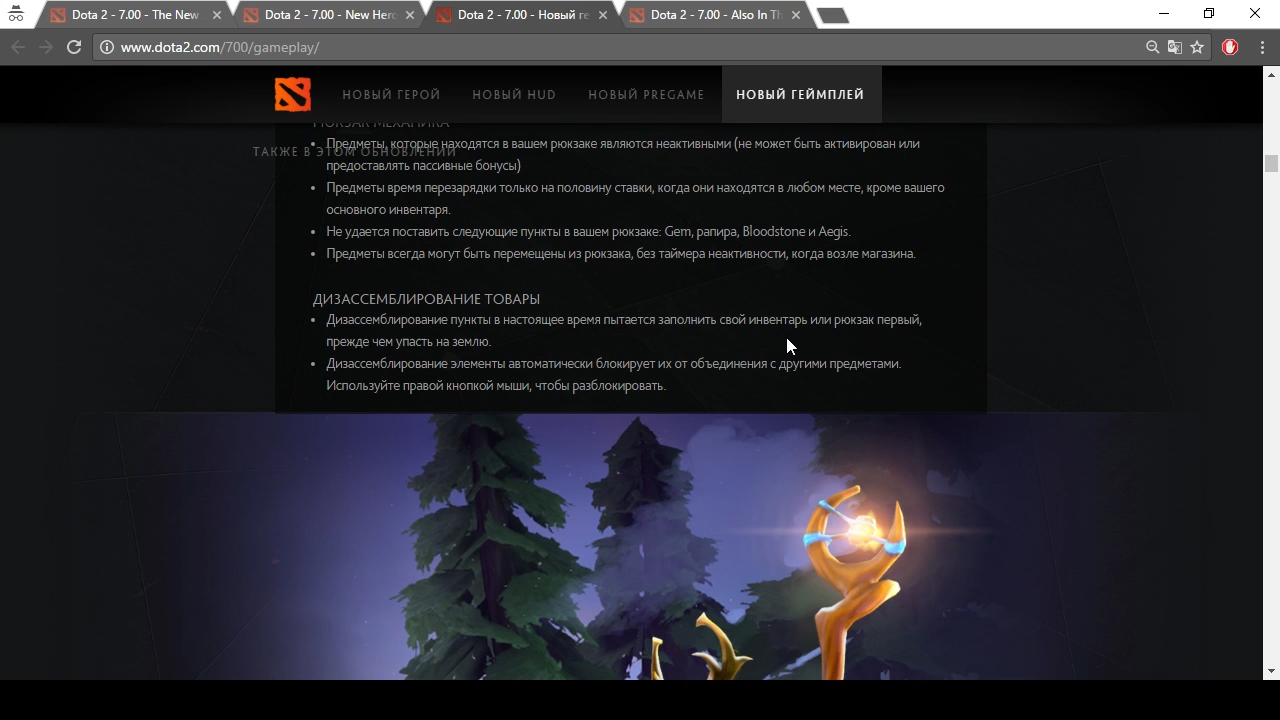 Dota 2 - 7.00 - The New
Dota 2 - 7.00 - New Hero
Dota 2 - 7.00 - Новый ге
Dota 2 - 7.00 - Also In Th
www.dota2.com/700/gameplay/
НОВЫЙ ГЕРОЙ
НОВЫЙ HUD
НОВЫЙ PREGAME
НОВЫЙ ГЕЙМПЛЕЙ
РЮКЗАК МЕХАНИКА
ТАКЖЕ В ЭТОМ ОБНОВЛЕНИИ
Предметы, которые находятся в вашем рюкзаке являются неактивными (не может быть активирован или
предоставлять пассивные бонусы)
Предметы время перезарядки только на половину ставки, когда они находятся в любом месте, кроме вашего
основного инвентаря.
Не удается поставить следующие пункты в вашем рюкзаке: Gem, рапира, Bloodstone и Aegis.
Предметы всегда могут быть перемещены из рюкзака, без таймера неактивности, когда возле магазина.
ДИЗАССЕМБЛИРОВАНИЕ ТОВАРЫ
Дизассемблирование пункты в настоящее время пытается заполнить свой инвентарь или рюкзак первый,
прежде чем упасть на землю.
Дизассемблирование элементы автоматически блокирует их от объединения с другими предметами.
Используйте правой кнопкой мыши, чтобы разблокировать.